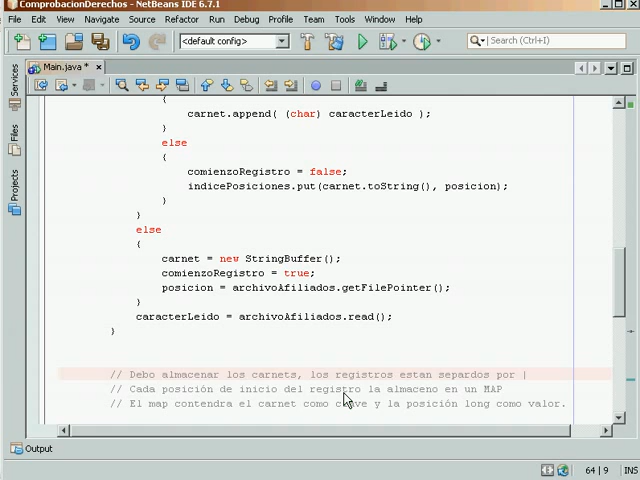 ComprobacionDerechos - NetBeans IDE 6.7.1
File Edit View Navigate Source Refactor Run Debug Profile Team Tools Window Help
<default config> Search (Ctrl+I)
Main.java * x
Services
Files
Projects
{
carnet.append( (char) caracterLeido );
}
else
{
comienzoRegistro = false;
indicePosiciones.put(carnet.toString(), posicion);
}
}
else
{
carnet = new StringBuffer();
comienzoRegistro = true;
posicion = archivoAfiliados.getFilePointer();
}
caracterLeido = archivoAfiliados.read();
}
// Debo almacenar los carnets, los registros estan separdos por |
// Cada posición de inicio del registro la almaceno en un MAP
// El map contendra el carnet como clave y la posición long como valor.
Output
64 | 9 INS